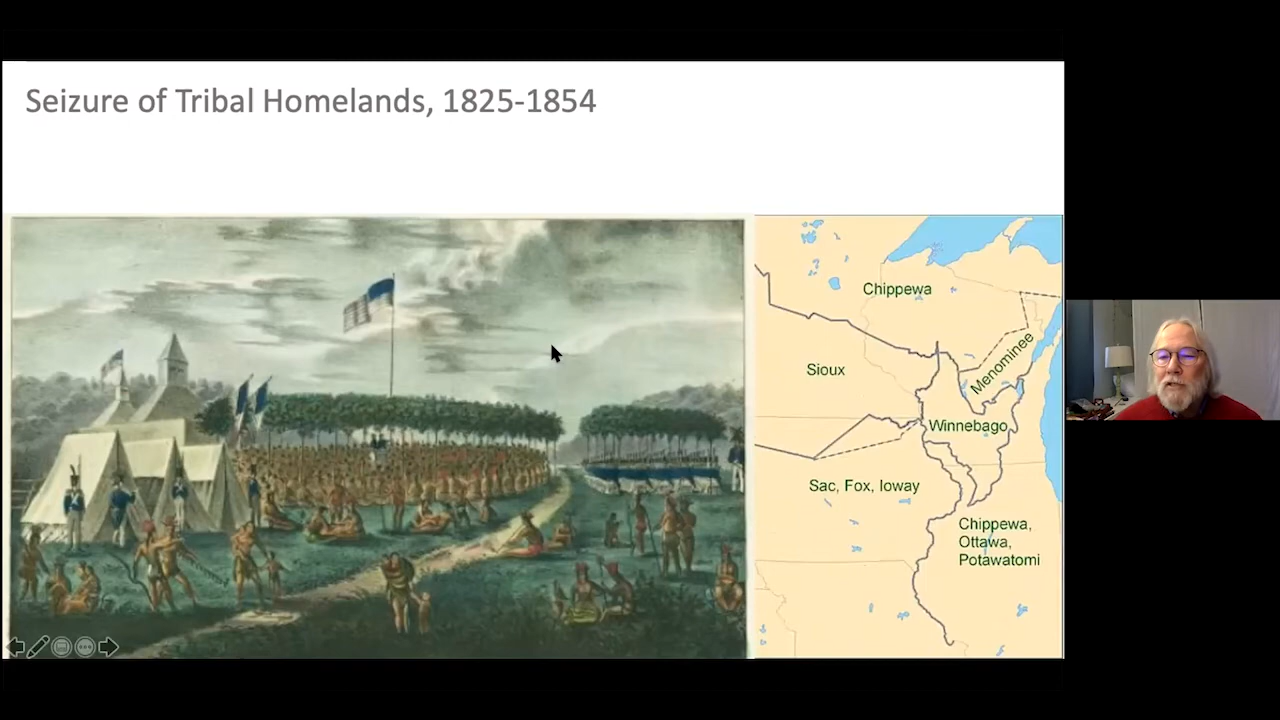 Seizure of Tribal Homelands, 1825-1854
Chippewa
Sioux
Menominee
Winnebago
Sac, Fox, Ioway
Chippewa,
Ottawa,
Potawatomi